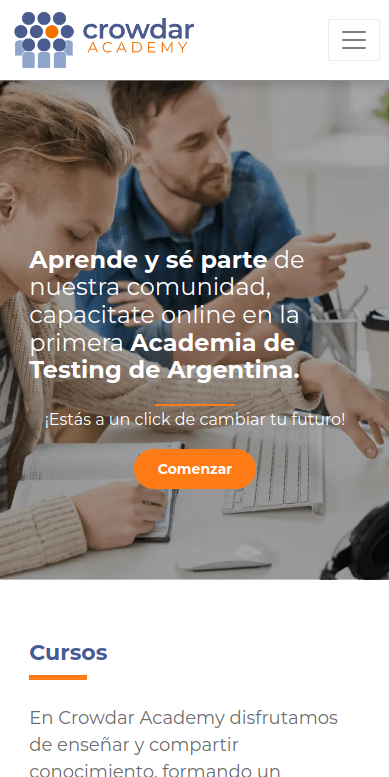 crowdar
ACADEMY
Aprende y sé parte de
nuestra comunidad,
capacitate online en la
primera Academia de
Testing de Argentina.
¡Estás a un click de cambiar tu futuro!
Comenzar
Cursos
En Crowdar Academy disfrutamos
de enseñar y compartir
conocimiento, formando un